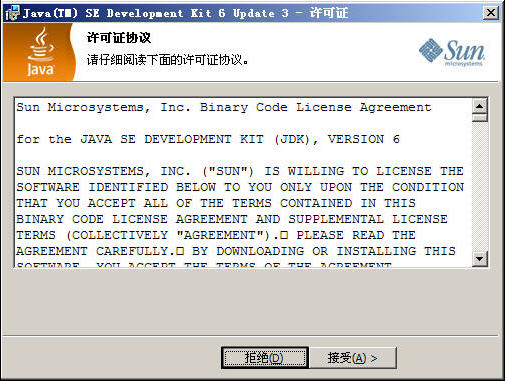 Java(TM) SE Development Kit 6 Update 3 - 许可证
许可证协议
请仔细阅读下面的许可证协议。
Java
Sun
microsystems
Sun Microsystems, Inc. Binary Code License Agreement
for the JAVA SE DEVELOPMENT KIT (JDK), VERSION 6
SUN MICROSYSTEMS, INC. ("SUN") IS WILLING TO LICENSE THE
SOFTWARE IDENTIFIED BELOW TO YOU ONLY UPON THE CONDITION
THAT YOU ACCEPT ALL OF THE TERMS CONTAINED IN THIS
BINARY CODE LICENSE AGREEMENT AND SUPPLEMENTAL LICENSE
TERMS (COLLECTIVELY "AGREEMENT").□ PLEASE READ THE
AGREEMENT CAREFULLY.□ BY DOWNLOADING OR INSTALLING THIS
SOFTWARE, YOU ACCEPT THE TERMS OF THE AGREEMENT.
拒绝(D)
接受(A) >